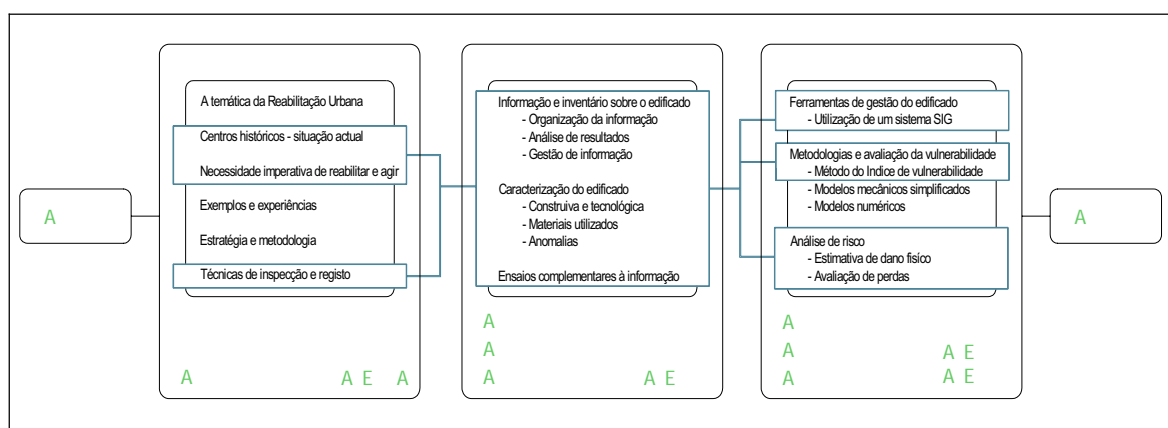 A
A temática da Reabilitação Urbana
Centros históricos - situação actual
Necessidade imperativa de reabilitar e agir
Exemplos e experiências
Estratégia e metodologia
Técnicas de inspecção e registo
A
A E A
Informação e inventário sobre o edificado
- Organização da informação
- Análise de resultados
- Gestão de informação
Caracterização do edificado
- Construiva e tecnológica
- Materiais utilizados
- Anomalias
Ensaios complementares à informação
A
A
A
A E
Ferramentas de gestão do edificado
- Utilização de um sistema SIG
Metodologias e avaliação da vulnerabilidade
- Método do Indice de vulnerabilidade
- Modelos mecânicos simplificados
- Modelos numéricos
Análise de risco
- Estimativa de dano fisíco
- Avaliação de perdas
A
A
A
A E
A E
A